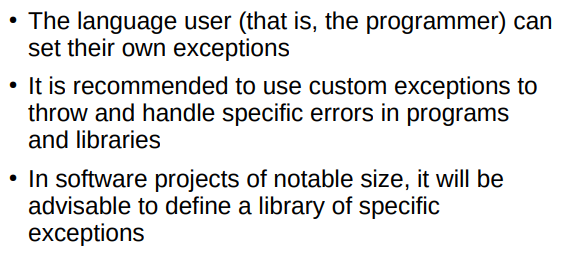 • The language user (that is, the programmer) can
set their own exceptions
• It is recommended to use custom exceptions to
throw and handle specific errors in programs
and libraries
• In software projects of notable size, it will be
advisable to define a library of specific
exceptions